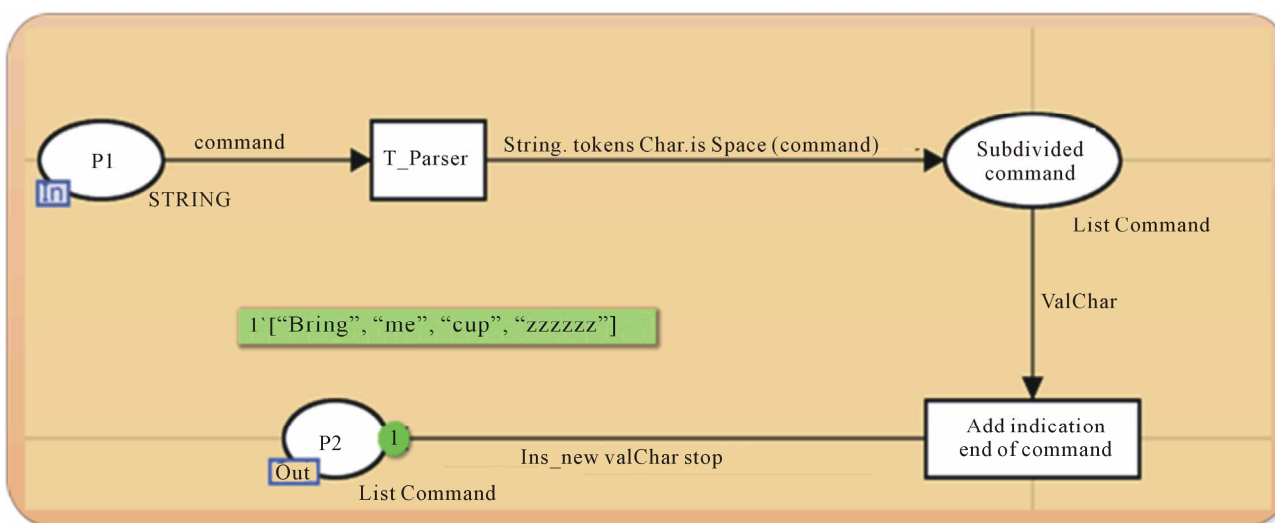 command
String. tokens Char.is Space (command)
P1
T_Parser
Subdivided
command
In
STRING
List Command
ValChar
1`[“Bring”, “me”, “cup”, “zzzzzz”]
P2
1
Add indication
end of command
Ins_new valChar stop
Out
List Command